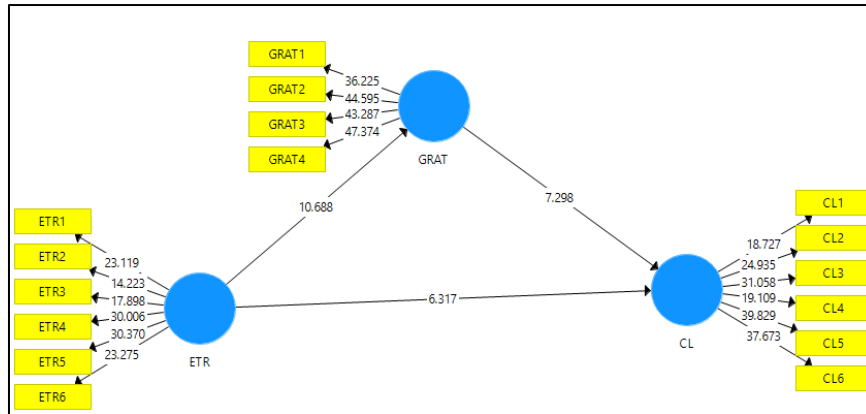 GRAT1
GRAT2
GRAT3
GRAT4
36.225
44.595
43.287
47.374
GRAT
10.688
7.298
6.317
ETR1
ETR2
ETR3
ETR4
ETR5
ETR6
23.119
14.223
17.898
30.006
30.370
23.275
ETR
CL1
CL2
CL3
CL4
CL5
CL6
18.727
24.935
31.058
19.109
39.829
37.673
CL